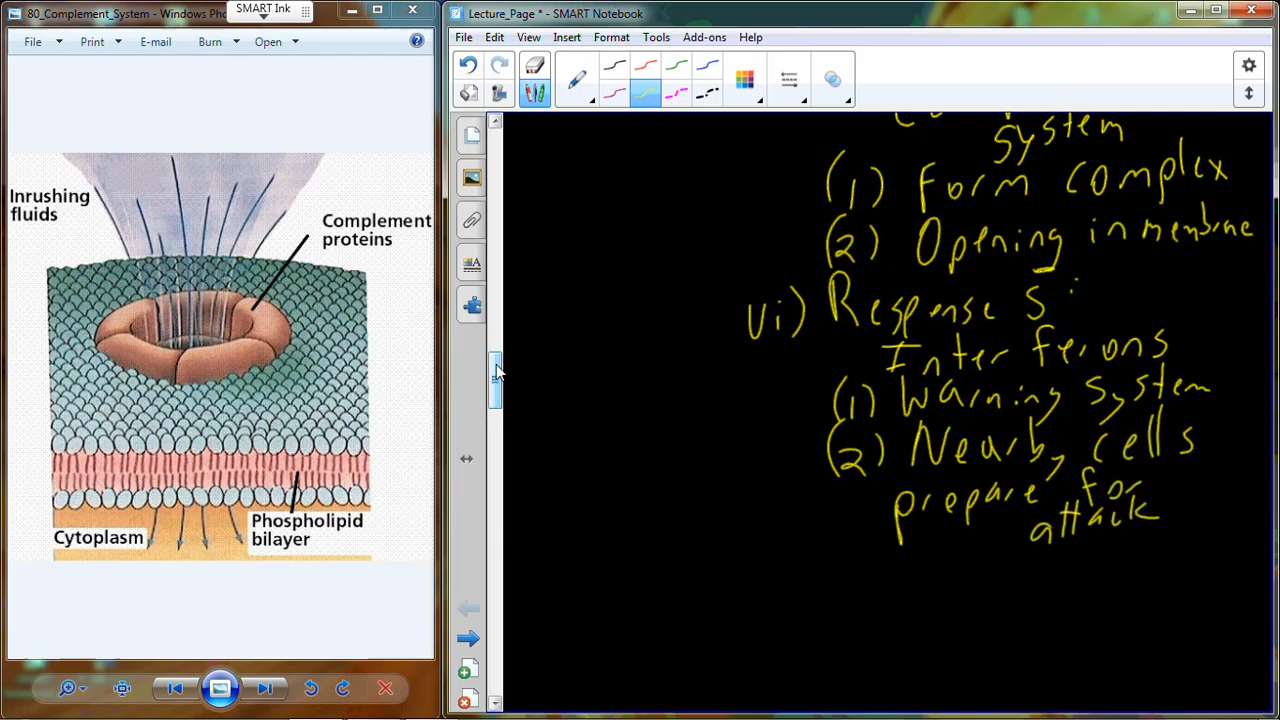 80_Complement_System - Windows Pho
SMART Ink
File Print E-mail Burn Open
Inrushing
fluids
Complement
proteins
Cytoplasm
Phospholipid
bilayer
Lecture_Page * - SMART Notebook
File Edit View Insert Format Tools Add-ons Help
System
(1) Form complex
(2) Opening in membrane
vi) Response 5:
Interferons
(1) Warning system
(2) Nearby cells
prepare for
attack